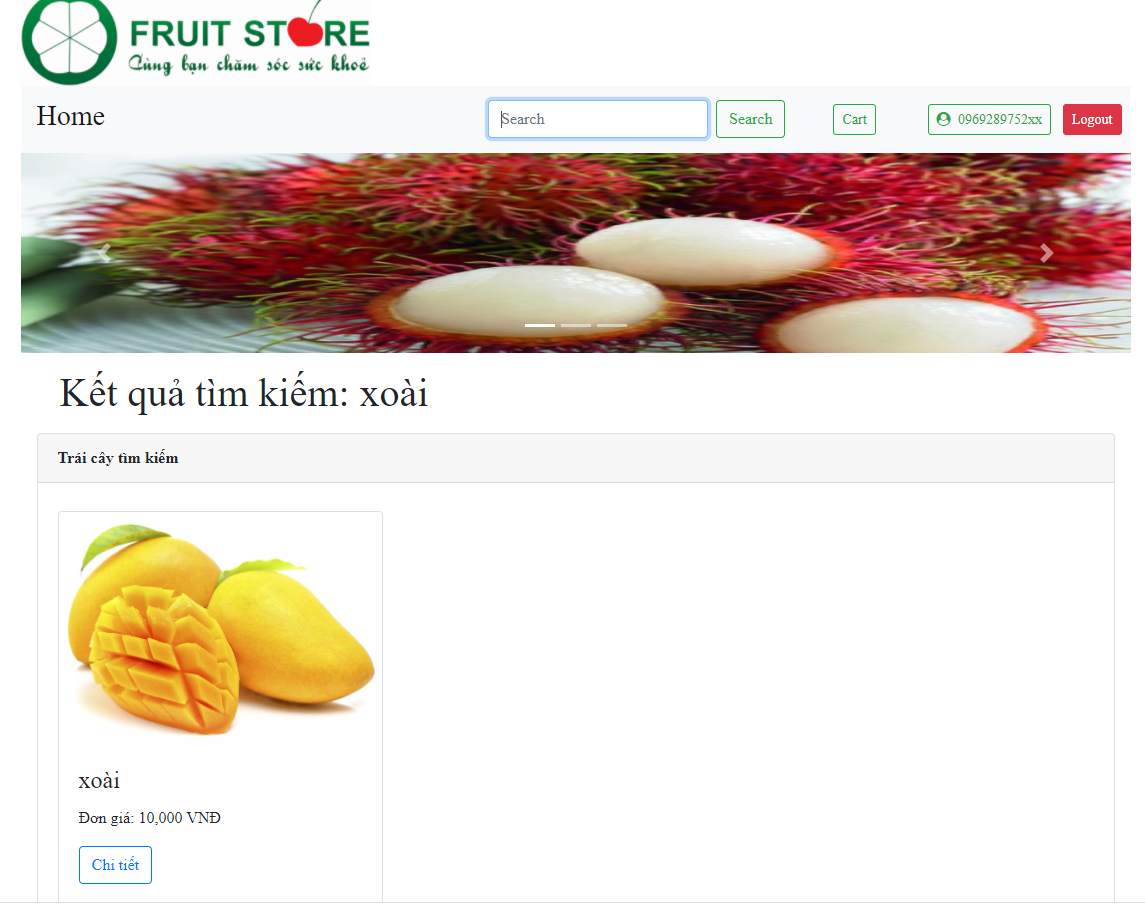 FRUIT STORE
Cùng bạn chăm sóc sức khoẻ
Home
Search
Search
Cart
0969289752xx
Logout
Kết quả tìm kiếm: xoài
Trái cây tìm kiếm
xoài
Đơn giá: 10,000 VNĐ
Chi tiết